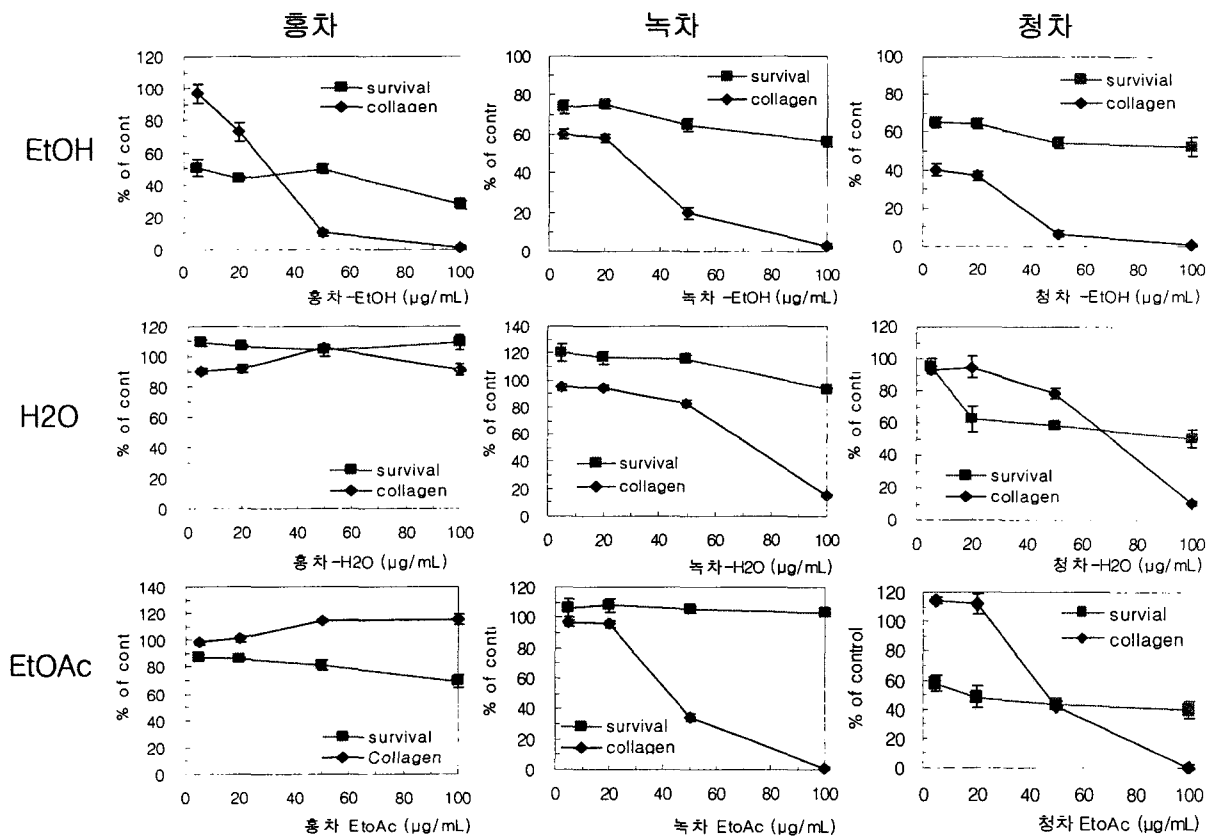 홍차 녹차 청차
EtOH
120
100
80
60
40
20
0
% of cont
survival
collagen
0 20 40 60 80 100
홍차-EtOH (µg/mL)
100
80
60
40
20
0
% of contr
survival
collagen
0 20 40 60 80 100
녹차-EtOH (µg/mL)
100
80
60
40
20
0
% of cont
survivial
collagen
0 20 40 60 80 100
청차-EtOH (µg/mL)
H2O
120
100
80
60
40
20
0
% of cont
survival
collagen
0 20 40 60 80 100
홍차-H2O (µg/mL)
140
120
100
80
60
40
20
0
% of contr
survival
collagen
0 20 40 60 80 100
녹차-H2O (µg/mL)
120
100
80
60
40
20
0
% of cont
survival
collagen
0 20 40 60 80 100
청차-H2O (µg/mL)
EtOAc
140
120
100
80
60
40
20
0
% of cont
survival
Collagen
0 20 40 60 80 100
홍차 EtoAc (µg/mL)
120
100
80
60
40
20
0
% of conti
survival
collagen
0 20 40 60 80 100
녹차 EtoAc (µg/mL)
120
100
80
60
40
20
0
% of control
survival
collagen
0 20 40 60 80 100
청차 EtoAc (µg/mL)